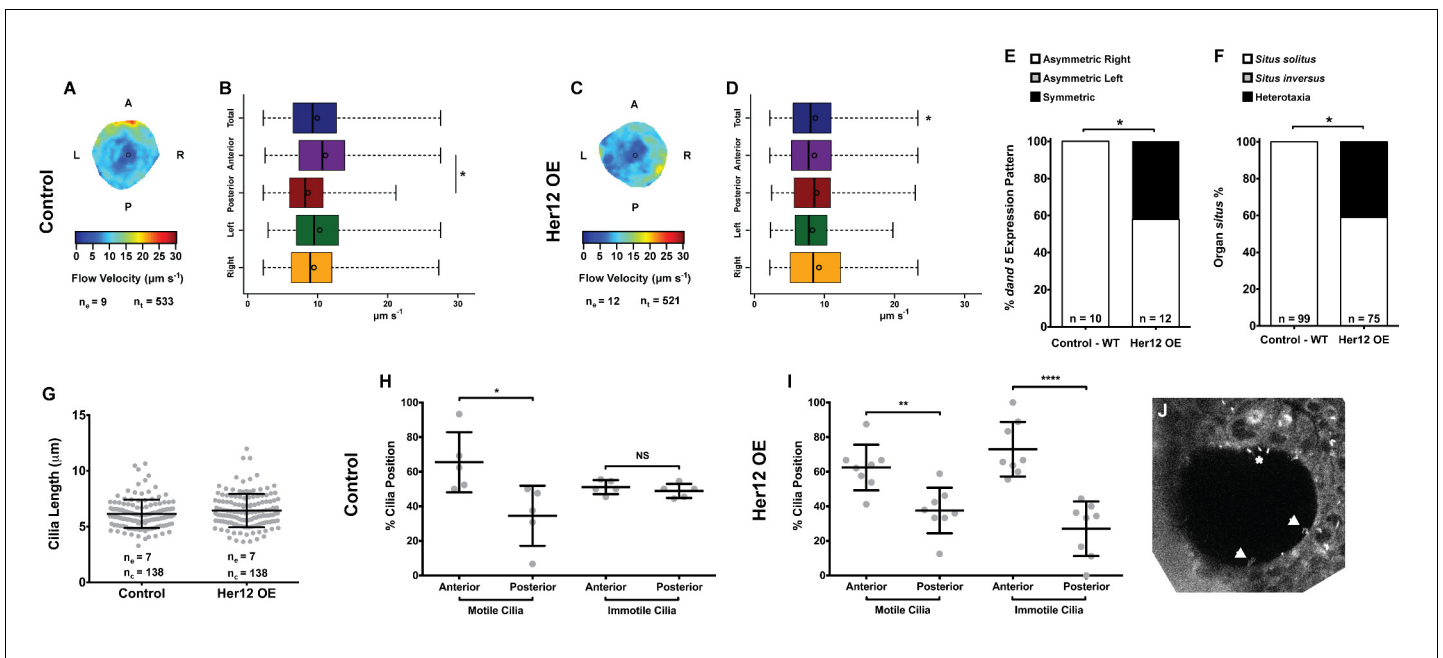 A
A
L
R
P
Control
0 5 10 15 20 25 30
Flow Velocity (µm s-1)
ne = 9 nt = 533
B
Total
Anterior
Posterior
Left
Right
*
0 10 20 30
µm s-1
C
A
L
R
P
Her12 OE
0 5 10 15 20 25 30
Flow Velocity (µm s-1)
ne = 12 nt = 521
D
Total
Anterior
Posterior
Left
Right
*
0 10 20 30
µm s-1
E
Asymmetric Right
Asymmetric Left
Symmetric
*
% dand 5 Expression Pattern
100
80
60
40
20
0
n = 10 n = 12
Control - WT Her12 OE
F
Situs solitus
Situs inversus
Heterotaxia
*
Organ situs %
100
80
60
40
80
100
0
n = 99 n = 75
Control - WT Her12 OE
G
Cilia Length (µm)
15
10
5
0
ne = 7 ne = 7
nc = 138 nc = 138
Control Her12 OE
H
Control
% Cilia Position
100
80
60
40
20
0
*
NS
Anterior Posterior Anterior Posterior
Motile Cilia Immotile Cilia
I
Her12 OE
% Cilia Position
100
80
60
40
20
0
**
****
Anterior Posterior Anterior Posterior
Motile Cilia Immotile Cilia
J
*